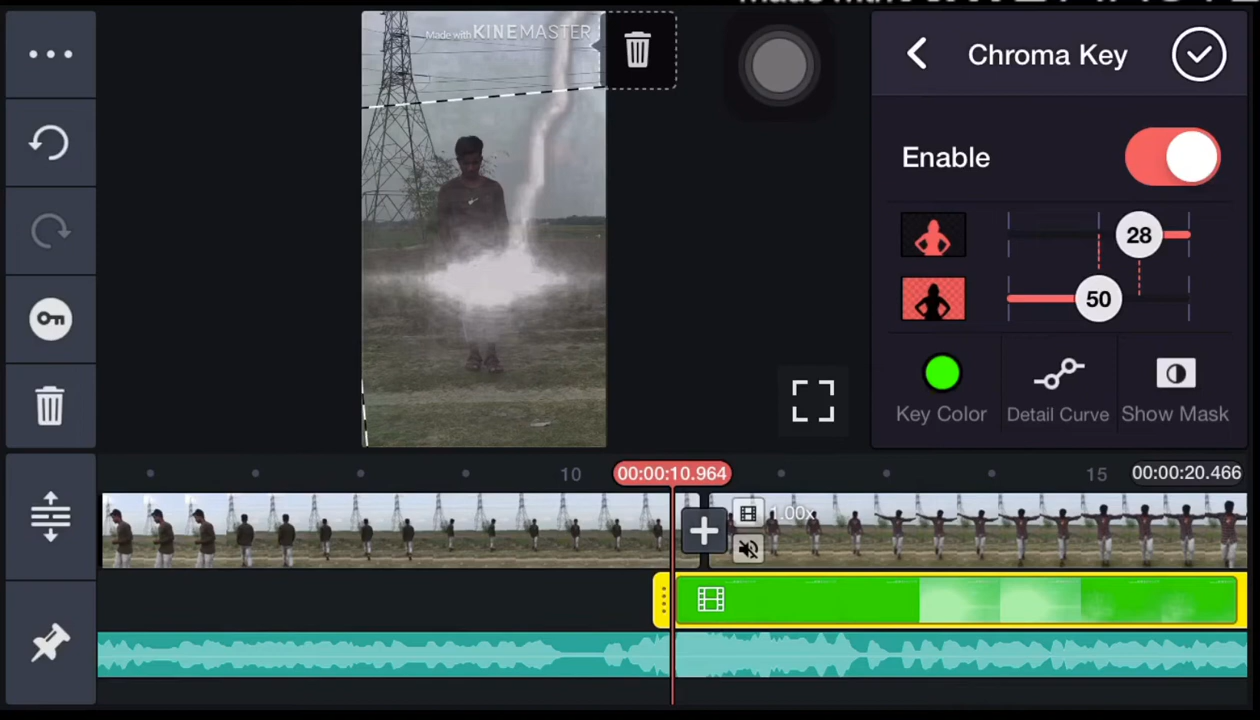 Made with KINEMASTER
Chroma Key
Enable
28
50
Key Color
Detail Curve
Show Mask
10
00:00:10.964
15
00:00:20.466
1.00x